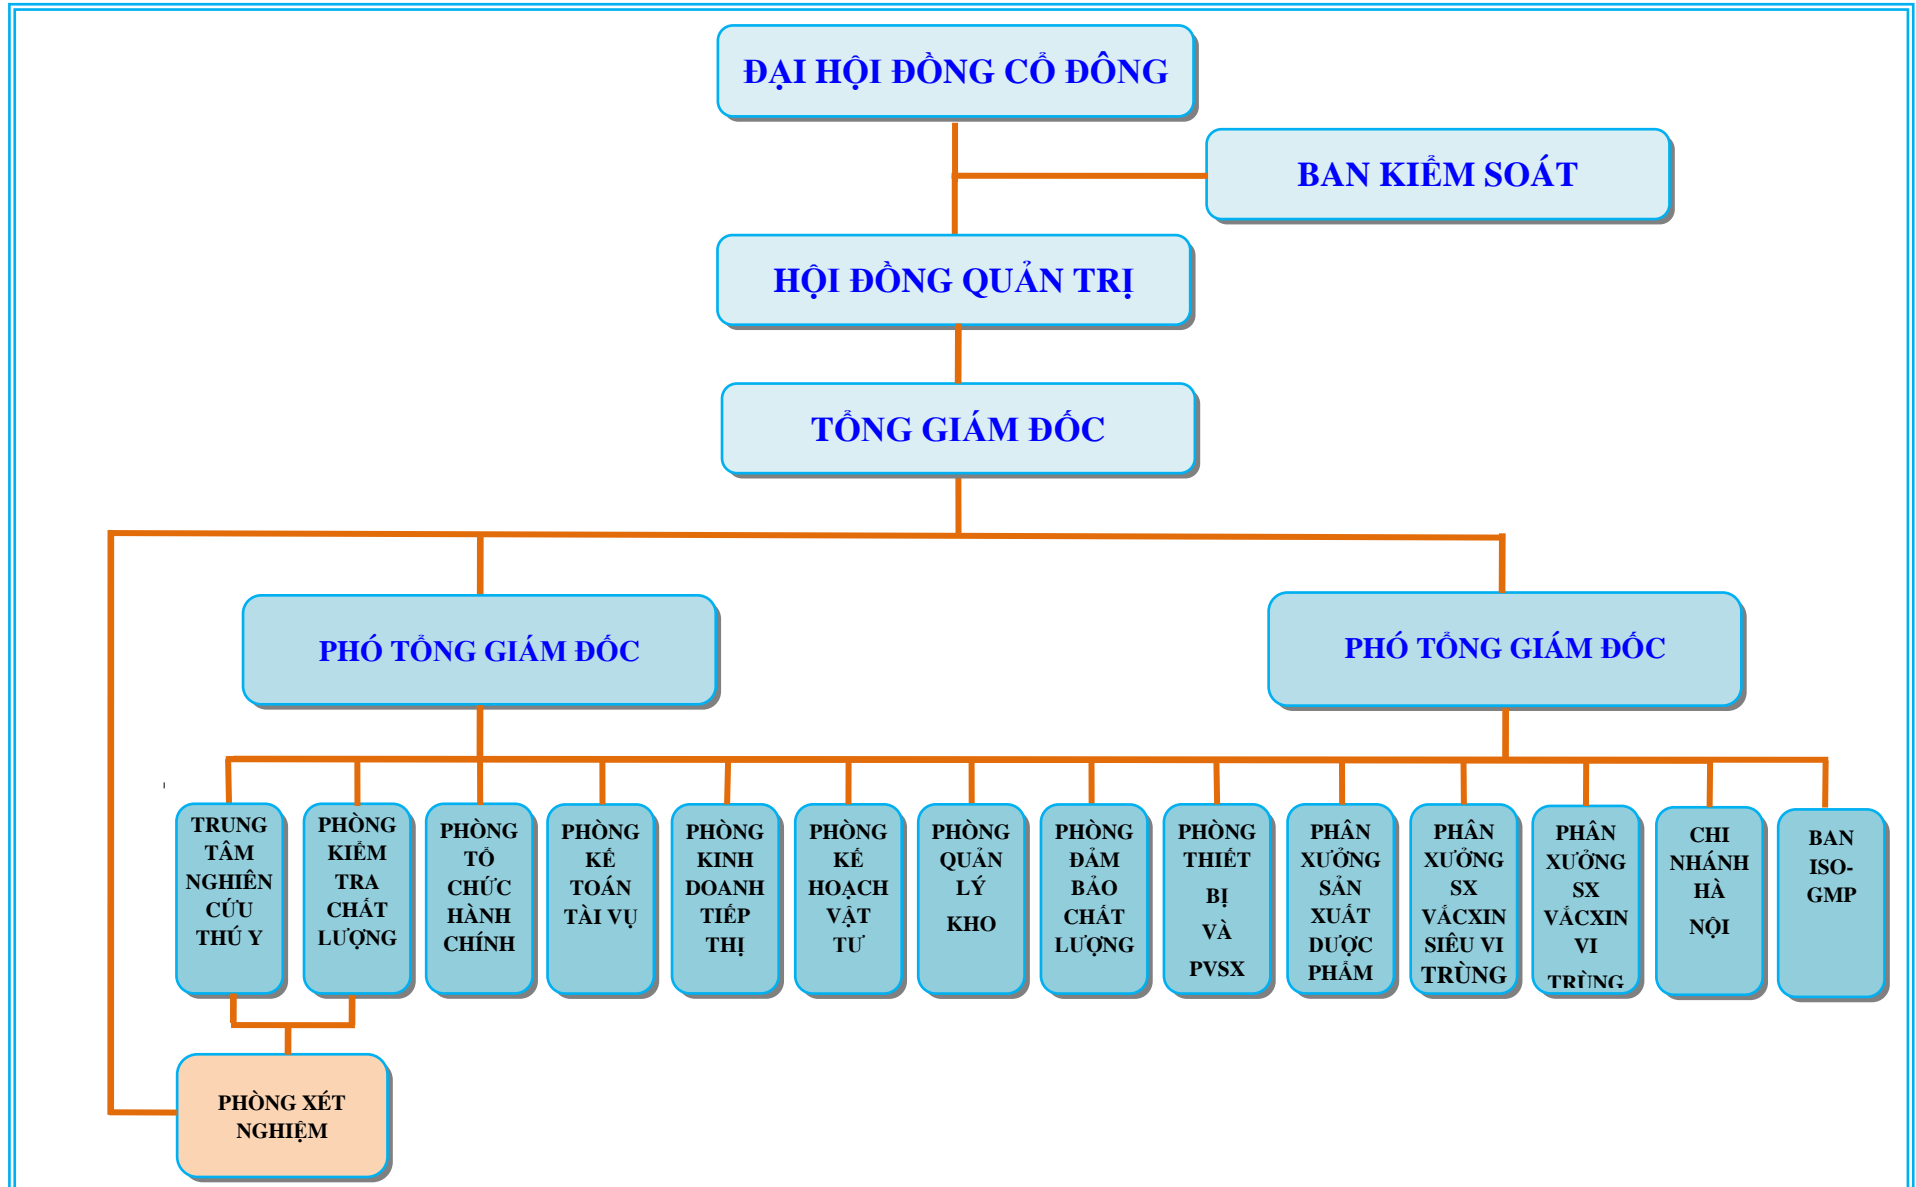 ĐẠI HỘI ĐỒNG CỔ ĐÔNG
BAN KIỂM SOÁT
HỘI ĐỒNG QUẢN TRỊ
TỔNG GIÁM ĐỐC
PHÓ TỔNG GIÁM ĐỐC
PHÓ TỔNG GIÁM ĐỐC
TRUNG
TÂM
NGHIÊN
CỨU
THÚ Y
PHÒNG
KIỂM
TRA
CHẤT
LƯỢNG
PHÒNG
TỔ
CHỨC
HÀNH
CHÍNH
PHÒNG
KẾ
TOÁN
TÀI VỤ
PHÒNG
KINH
DOANH
TIẾP
THỊ
PHÒNG
KẾ
HOẠCH
VẬT
TƯ
PHÒNG
QUẢN
LÝ
KHO
PHÒNG
ĐẢM
BẢO
CHẤT
LƯỢNG
PHÒNG
THIẾT
BỊ
VÀ
PVSX
PHÂN
XƯỞNG
SẢN
XUẤT
DƯỢC
PHẨM
PHÂN
XƯỞNG
SX
VẮCXIN
SIÊU VI
TRÙNG
PHÂN
XƯỞNG
SX
VẮCXIN
VI
TRÙNG
CHI
NHÁNH
HÀ
NỘI
BAN
ISO-
GMP
PHÒNG XÉT
NGHIỆM